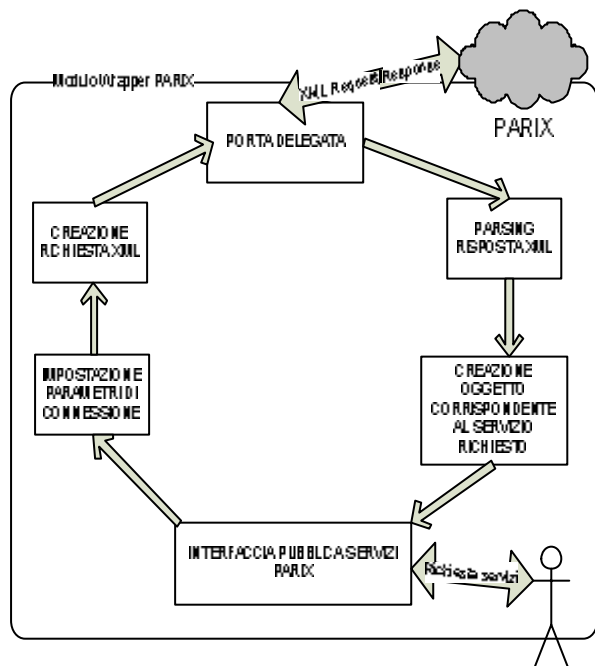 Modulo Wrapper PARIX
XML Request/Response
PARIX
PORTA DELEGATA
CREAZIONE
RICHIESTA XML
PARSING
RISPOSTA XML
IMPOSTAZIONE
PARAMETRI DI
CONNESSIONE
CREAZIONE
OGGETTO
CORRISPONDENTE
AL SERVIZIO
RICHIESTO
INTERFACCIA PUBBLICA SERVIZI
PARIX
Richiesta servizi